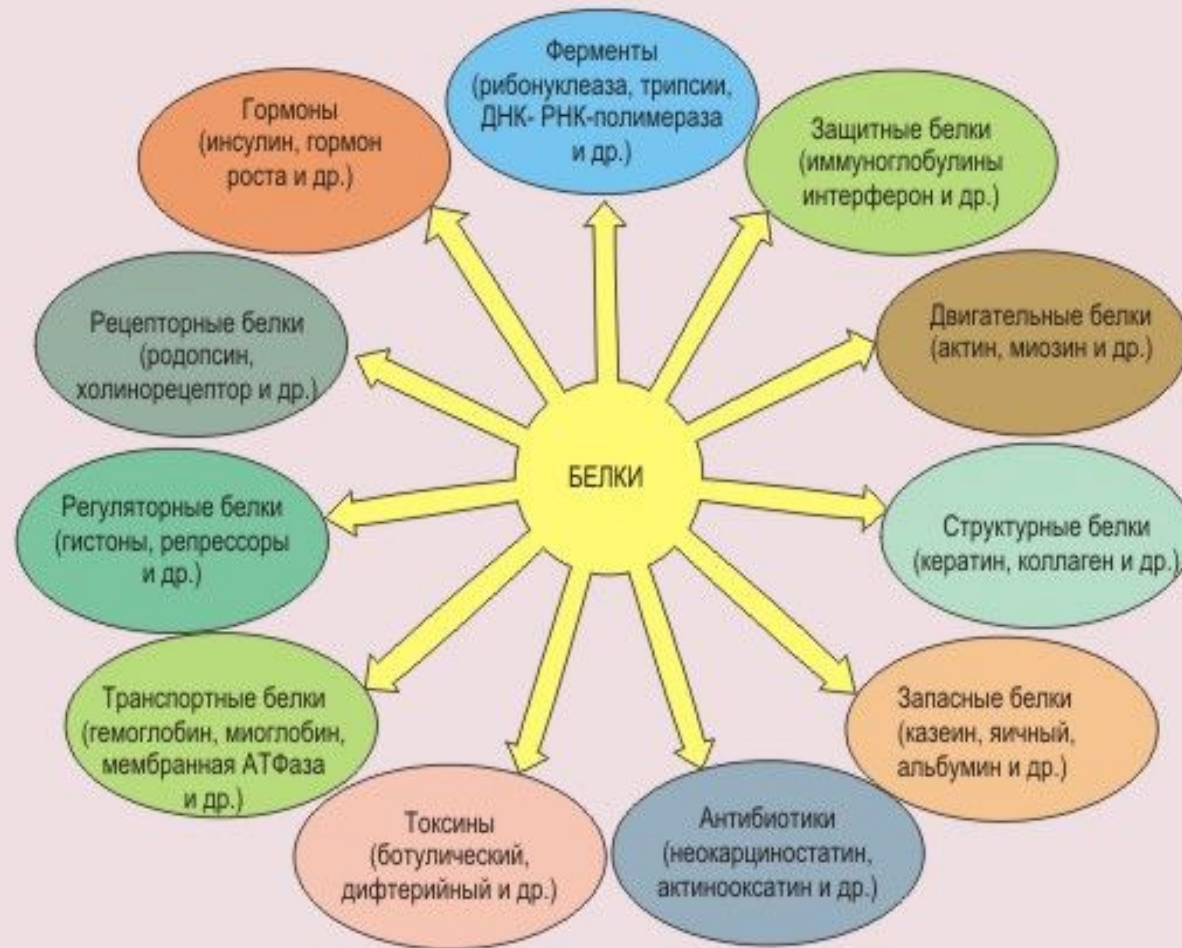 Ферменты
(рибонуклеаза, трипсии,
ДНК- РНК-полимераза
и др.)
Гормоны
(инсулин, гормон
роста и др.)
Защитные белки
(иммуноглобулины
интерферон и др.)
Рецепторные белки
(родопсин,
холинорецептор и др.)
Двигательные белки
(актин, миозин и др.)
БЕЛКИ
Регуляторные белки
(гистоны, репрессоры
и др.)
Структурные белки
(кератин, коллаген и др.)
Транспортные белки
(гемоглобин, миоглобин,
мембранная АТФаза
и др.)
Запасные белки
(казеин, яичный,
альбумин и др.)
Токсины
(ботулический,
дифтерийный и др.)
Антибиотики
(неокарциностатин,
актинооксатин и др.)